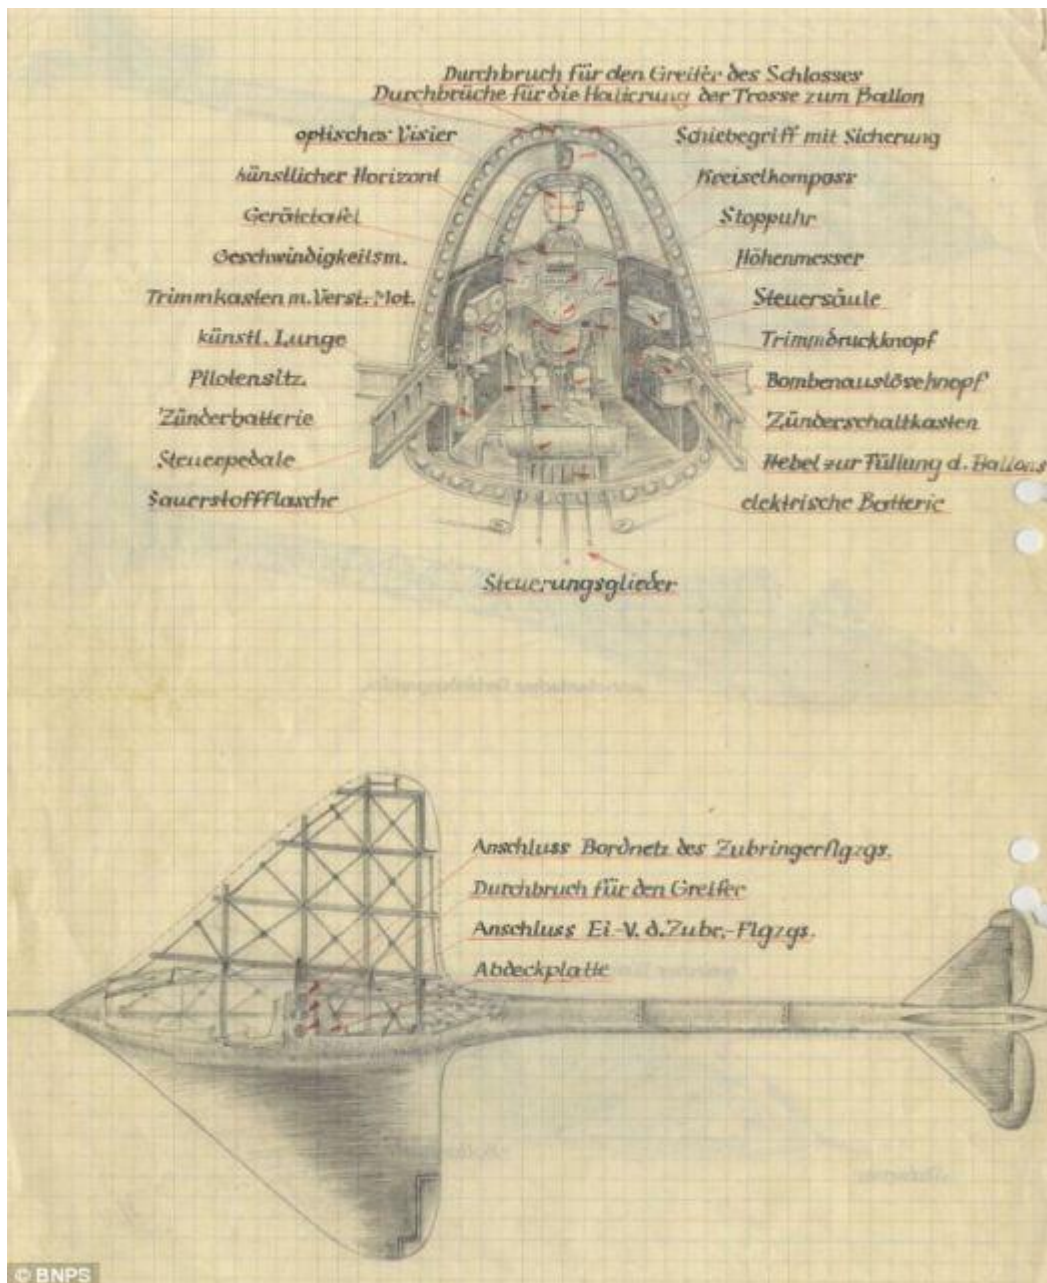 Durchbruch für den Greifer des Schlosses
Durchbrüche für die Halterung der Trosse zum Ballon
optisches Visier
Schiebegriff mit Sicherung
künstlicher Horizont
Kreiselkompass
Gerätetafel
Stoppuhr
Geschwindigkeitsm.
Höhenmesser
Trimmkasten m. Verst.-Mot.
Steuersäule
künstl. Lunge
Trimmdruckknopf
Pilotensitz.
Bombenauslöseknopf
Zünderbatterie
Zünderschaltkasten
Steuerpedale
Hebel zur Füllung d. Ballons
Sauerstoffflasche
elektrische Batterie
Steuerungsglieder
Anschluss Bordnetz des Zubringerflgzgs.
Durchbruch für den Greifer
Anschluss Ei-V. d. Zubr.-Flgzgs.
Abdeckplatte
© BNPS